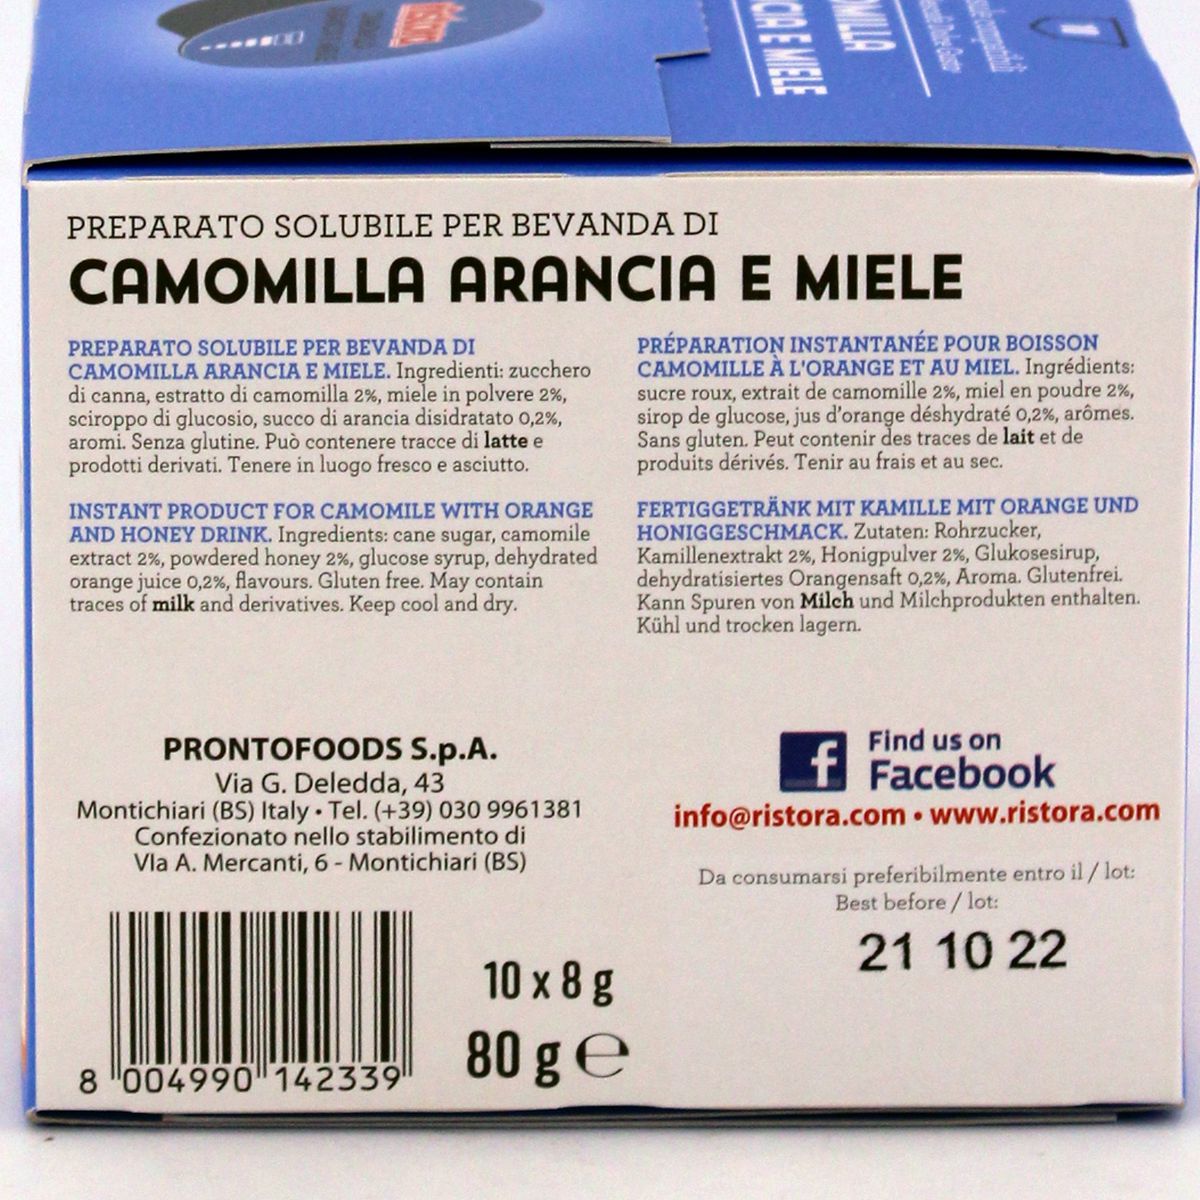 Ristora
CAMOMILLA
ARANCIA E MIELE
PREPARATO SOLUBILE PER BEVANDA DI
CAMOMILLA ARANCIA E MIELE
PREPARATO SOLUBILE PER BEVANDA DI
CAMOMILLA ARANCIA E MIELE. Ingredienti: zucchero
di canna, estratto di camomilla 2%, miele in polvere 2%,
sciroppo di glucosio, succo di arancia disidratato 0,2%,
aromi. Senza glutine. Può contenere tracce di latte e
prodotti derivati. Tenere in luogo fresco e asciutto.
INSTANT PRODUCT FOR CAMOMILE WITH ORANGE
AND HONEY DRINK. Ingredients: cane sugar, camomile
extract 2%, powdered honey 2%, glucose syrup, dehydrated
orange juice 0,2%, flavours. Gluten free. May contain
traces of milk and derivatives. Keep cool and dry.
PRÉPARATION INSTANTANÉE POUR BOISSON
CAMOMILLE À L'ORANGE ET AU MIEL. Ingrédients:
sucre roux, extrait de camomille 2%, miel en poudre 2%,
sirop de glucose, jus d'orange déshydraté 0,2%, arômes.
Sans gluten. Peut contenir des traces de lait et de
produits dérivés. Tenir au frais et au sec.
FERTIGGETRÄNK MIT KAMILLE MIT ORANGE UND
HONIGGESCHMACK. Zutaten: Rohrzucker,
Kamillenextrakt 2%, Honigpulver 2%, Glukosesirup,
dehydratisiertes Orangensaft 0,2%, Aroma. Glutenfrei.
Kann Spuren von Milch und Milchprodukten enthalten.
Kühl und trocken lagern.
PRONTOFOODS S.p.A.
Via G. Deledda, 43
Montichiari (BS) Italy • Tel. (+39) 030 9961381
Confezionato nello stabilimento di
VIa A. Mercanti, 6 - Montichiari (BS)
f Find us on
Facebook
info@ristora.com • www.ristora.com
Da consumarsi preferibilmente entro il / lot:
Best before / lot:
21 10 22
10 x 8 g
80 g ℮
8 004990 142339